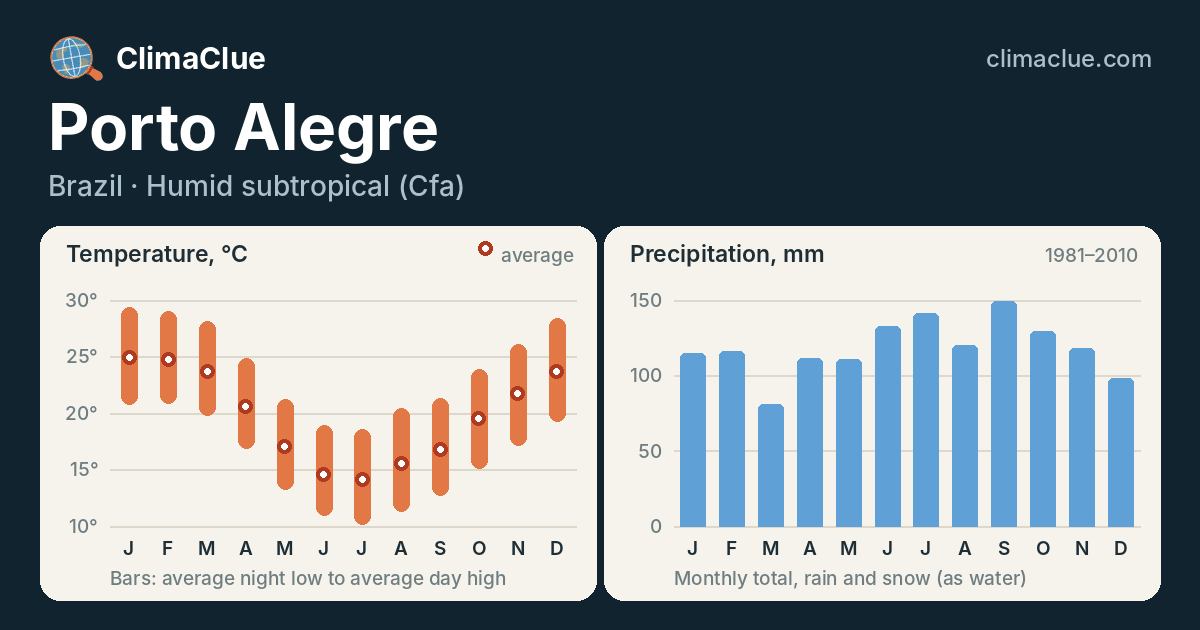 ClimaClue
climaclue.com
Porto Alegre
Brazil · Humid subtropical (Cfa)
Temperature, °C
average
30°
25°
20°
15°
10°
J F M A M J J A S O N D
Bars: average night low to average day high
Precipitation, mm
1981–2010
150
100
50
0
J F M A M J J A S O N D
Monthly total, rain and snow (as water)